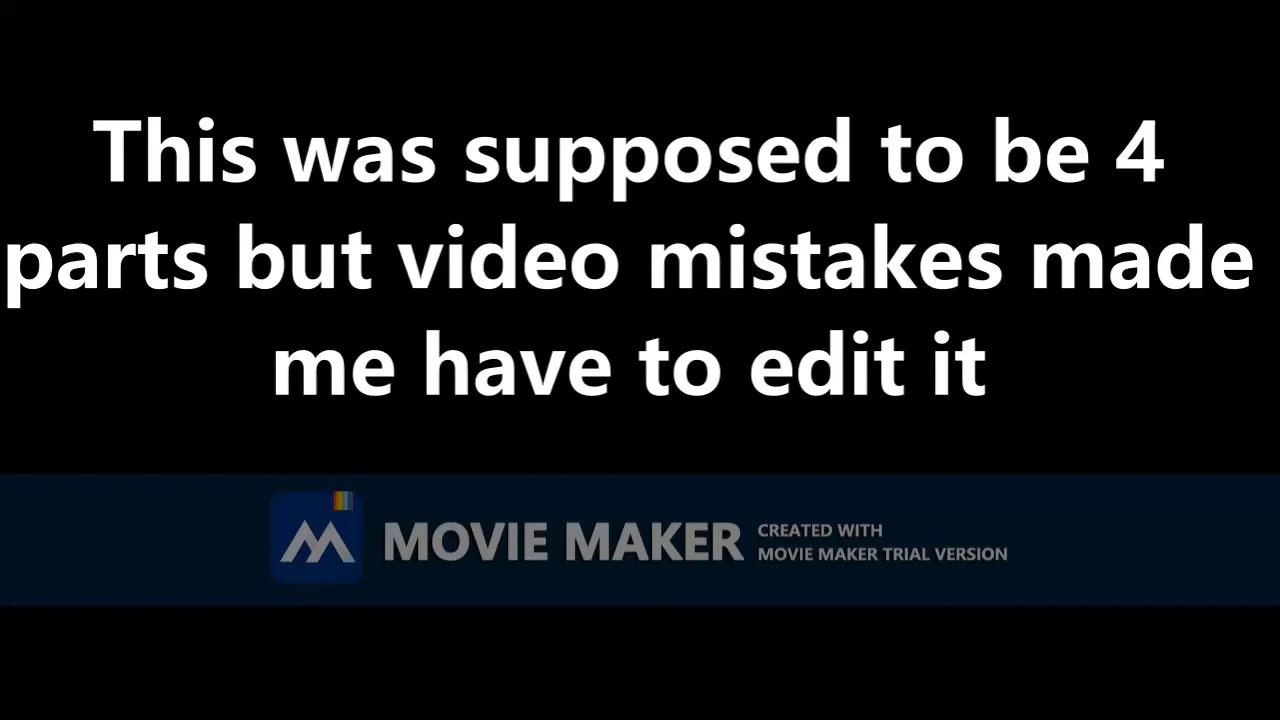 This was supposed to be 4
parts but video mistakes made
me have to edit it
MOVIE MAKER
CREATED WITH
MOVIE MAKER TRIAL VERSION